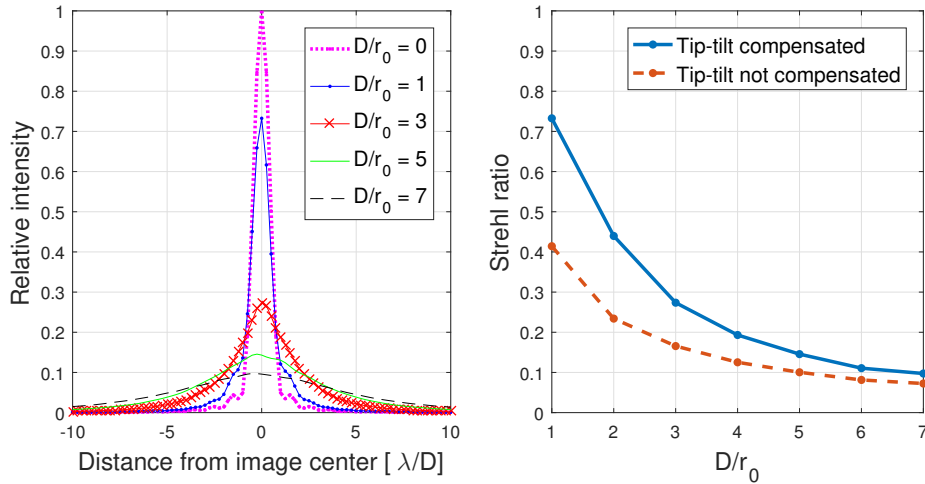 1
0.9
0.8
0.7
0.6
0.5
0.4
0.3
0.2
0.1
0
Relative intensity
-10 -5 0 5 10
Distance from image center [ λ/D]
D/r0 = 0
D/r0 = 1
D/r0 = 3
D/r0 = 5
D/r0 = 7
1
0.9
0.8
0.7
0.6
0.5
0.4
0.3
0.2
0.1
0
Strehl ratio
1 2 3 4 5 6 7
D/r0
Tip-tilt compensated
Tip-tilt not compensated